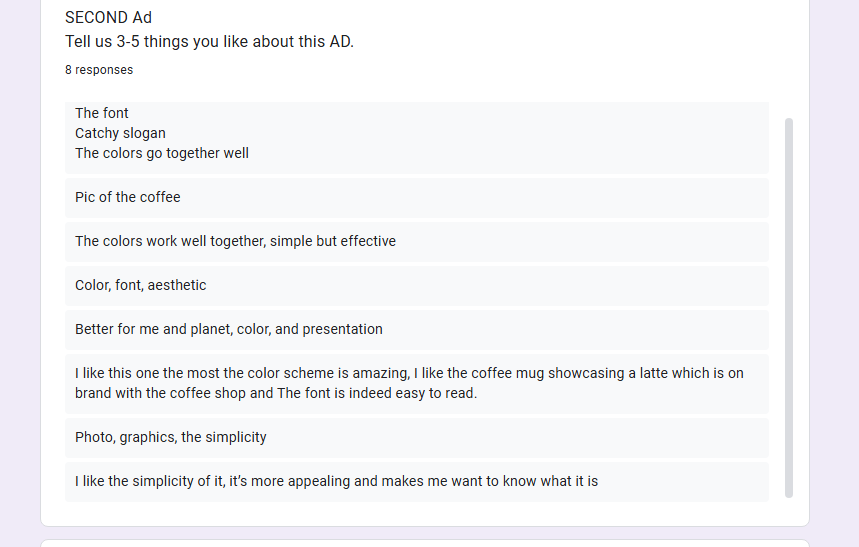 SECOND Ad
Tell us 3-5 things you like about this AD.
8 responses
The font
Catchy slogan
The colors go together well
Pic of the coffee
The colors work well together, simple but effective
Color, font, aesthetic
Better for me and planet, color, and presentation
I like this one the most the color scheme is amazing, I like the coffee mug showcasing a latte which is on
brand with the coffee shop and The font is indeed easy to read.
Photo, graphics, the simplicity
I like the simplicity of it, it’s more appealing and makes me want to know what it is